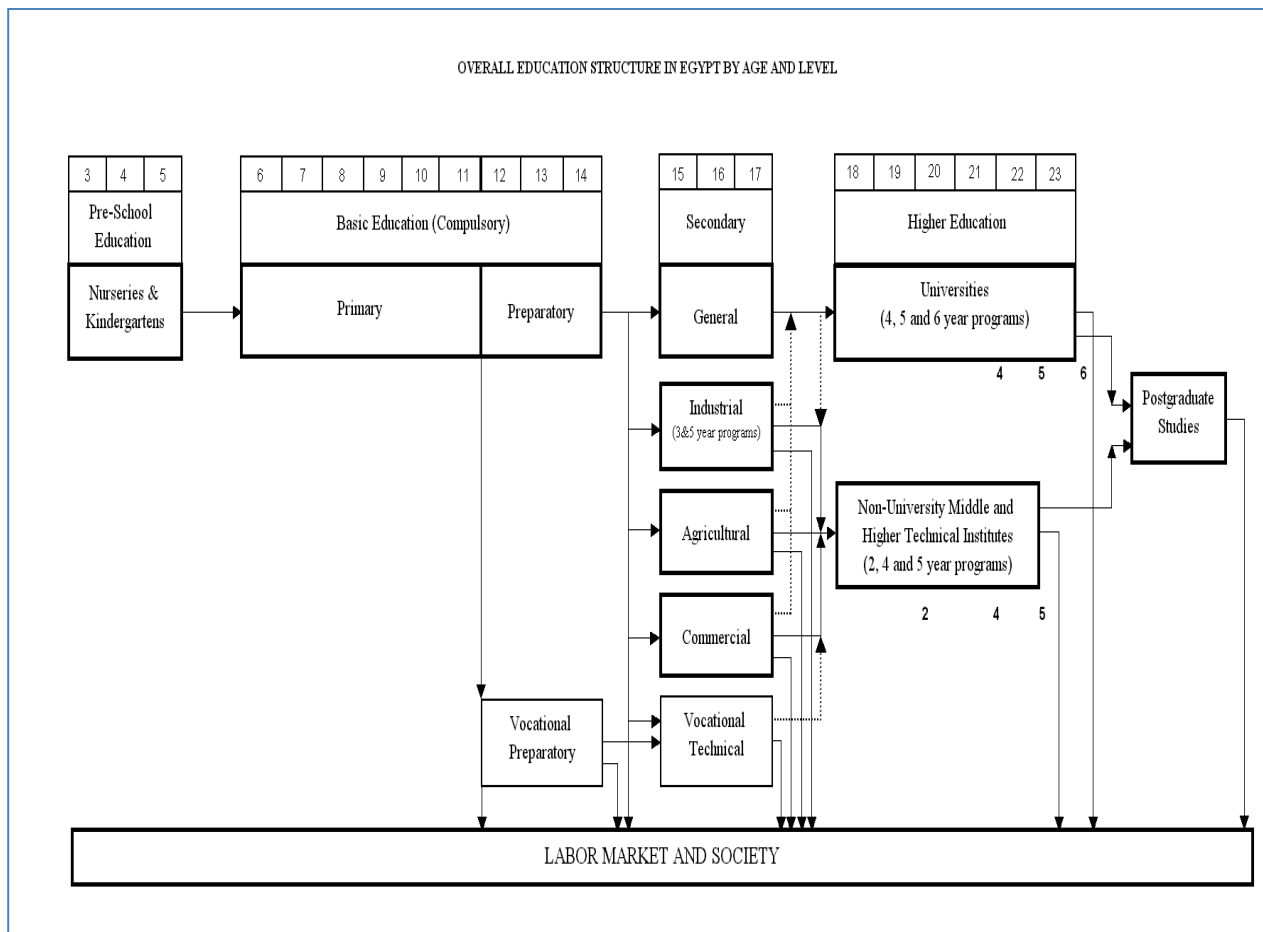 OVERALL EDUCATION STRUCTURE IN EGYPT BY AGE AND LEVEL
3 4 5
6 7 8 9 10 11 12 13 14
15 16 17
18 19 20 21 22 23
Pre-School
Education
Basic Education (Compulsory)
Secondary
Higher Education
Nurseries &
Kindergartens
Primary
Preparatory
General
Universities
(4, 5 and 6 year programs)
4 5 6
Industrial
(3&5 year programs)
Postgraduate
Studies
Agricultural
Non-University Middle and
Higher Technical Institutes
(2, 4 and 5 year programs)
2 4 5
Commercial
Vocational
Preparatory
Vocational
Technical
LABOR MARKET AND SOCIETY